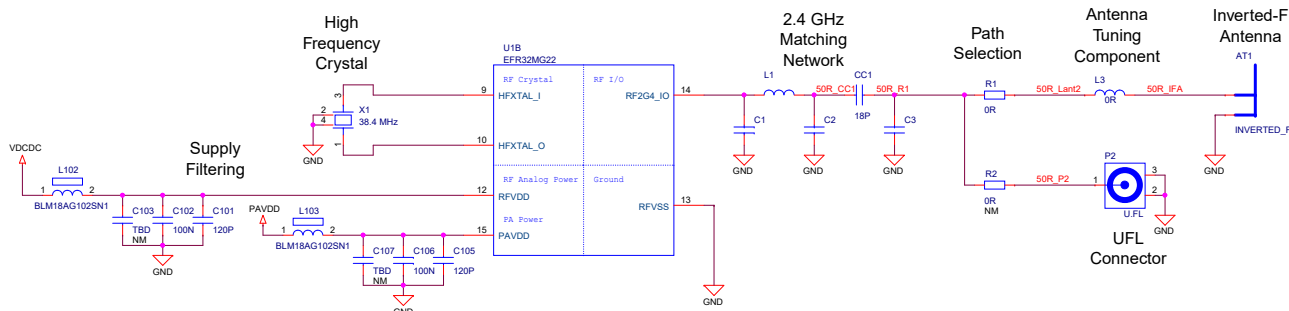 High
Frequency
Crystal
2.4 GHz
Matching
Network
Path
Selection
Antenna
Tuning
Component
Inverted-F
Antenna
U1B
EFR32MG22
RF Crystal
RF I/O
9
HFXTAL_I
RF2G4_IO
14
3
2
4
1
X1
38.4 MHz
GND
10
HFXTAL_O
L1
50R_CC1
CC1
18P
50R_R1
C1
C2
C3
GND
GND
GND
R1
0R
50R_Lant2
L3
0R
50R_IFA
AT1
INVERTED_F
GND
R2
0R
NM
50R_P2
P2
1
3
2
U.FL
GND
UFL
Connector
Supply
Filtering
VDCDC
L102
1
2
BLM18AG102SN1
C103
TBD
NM
C102
100N
C101
120P
GND
RF Analog Power
Ground
12
RFVDD
RFVSS
13
GND
PA Power
15
PAVDD
PAVDD
L103
1
2
BLM18AG102SN1
C107
TBD
NM
C106
100N
C105
120P
GND